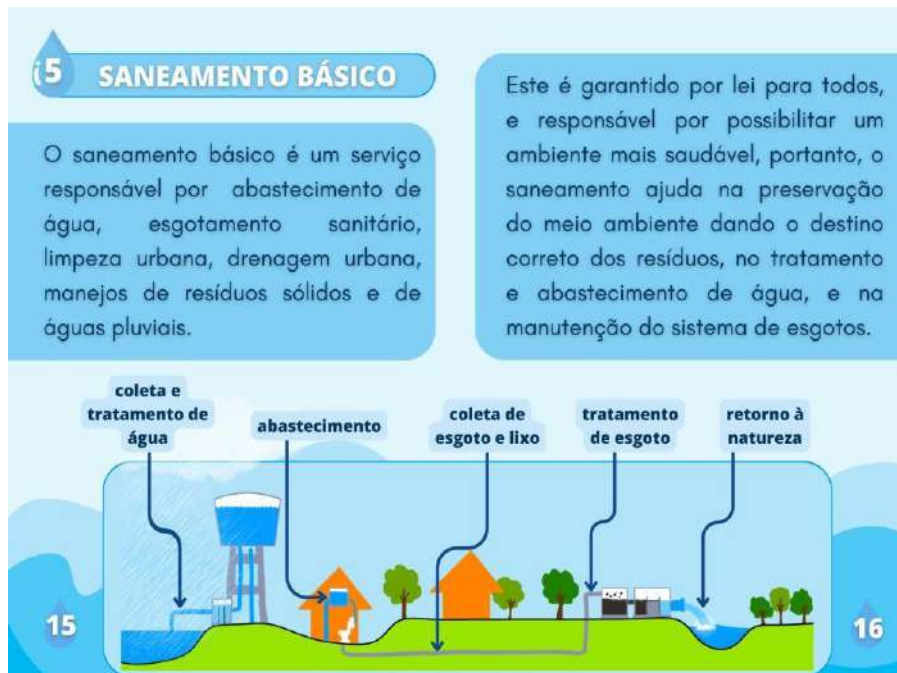 i5 SANEAMENTO BÁSICO
O saneamento básico é um serviço
responsável por abastecimento de
água, esgotamento sanitário,
limpeza urbana, drenagem urbana,
manejos de resíduos sólidos e de
águas pluviais.
Este é garantido por lei para todos,
e responsável por possibilitar um
ambiente mais saudável, portanto, o
saneamento ajuda na preservação
do meio ambiente dando o destino
correto dos resíduos, no tratamento
e abastecimento de água, e na
manutenção do sistema de esgotos.
coleta e
tratamento de
água
abastecimento
coleta de
esgoto e lixo
tratamento
de esgoto
retorno à
natureza
15
16